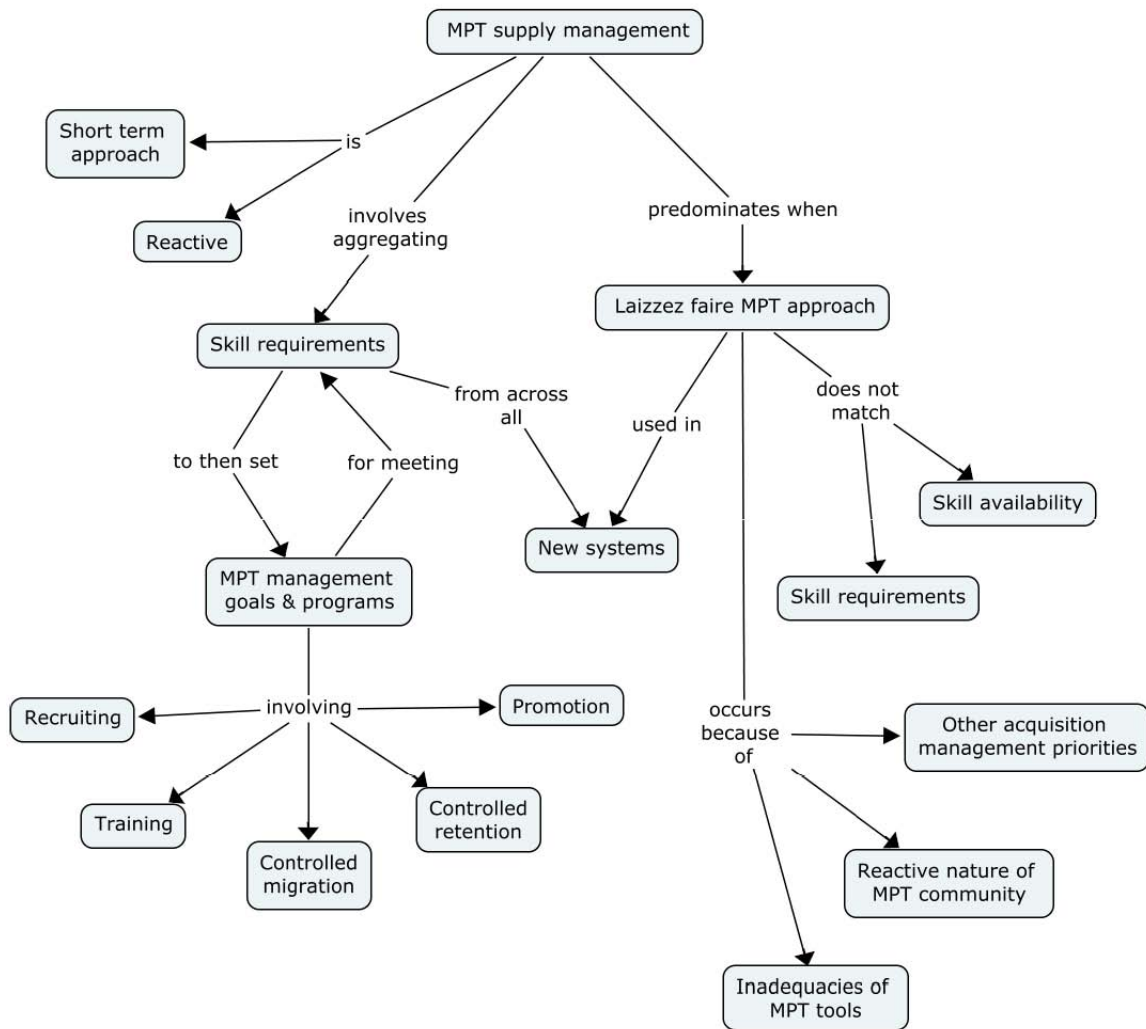 MPT supply management
Short term
approach
is
Reactive
involves
aggregating
predominates when
Skill requirements
Laizzez faire MPT approach
from across
all
used in
does not
match
to then set
for meeting
Skill availability
New systems
MPT management
goals & programs
Skill requirements
Recruiting
involving
Promotion
occurs
because
of
Other acquisition
management priorities
Training
Controlled
retention
Controlled
migration
Reactive nature of
MPT community
Inadequacies of
MPT tools